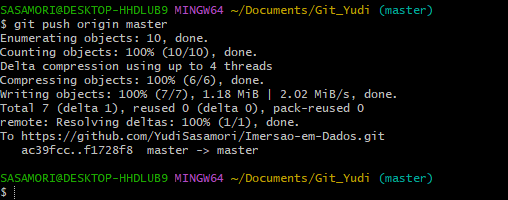 SASAMORI@DESKTOP-HHDLUB9 MINGW64 ~/Documents/Git_Yudi (master)
$ git push origin master
Enumerating objects: 10, done.
Counting objects: 100% (10/10), done.
Delta compression using up to 4 threads
Compressing objects: 100% (6/6), done.
Writing objects: 100% (7/7), 1.18 MiB | 2.02 MiB/s, done.
Total 7 (delta 1), reused 0 (delta 0), pack-reused 0
remote: Resolving deltas: 100% (1/1), done.
To https://github.com/YudiSasamori/Imersao-em-Dados.git
   ac39fcc..f1728f8  master -> master

SASAMORI@DESKTOP-HHDLUB9 MINGW64 ~/Documents/Git_Yudi (master)
$